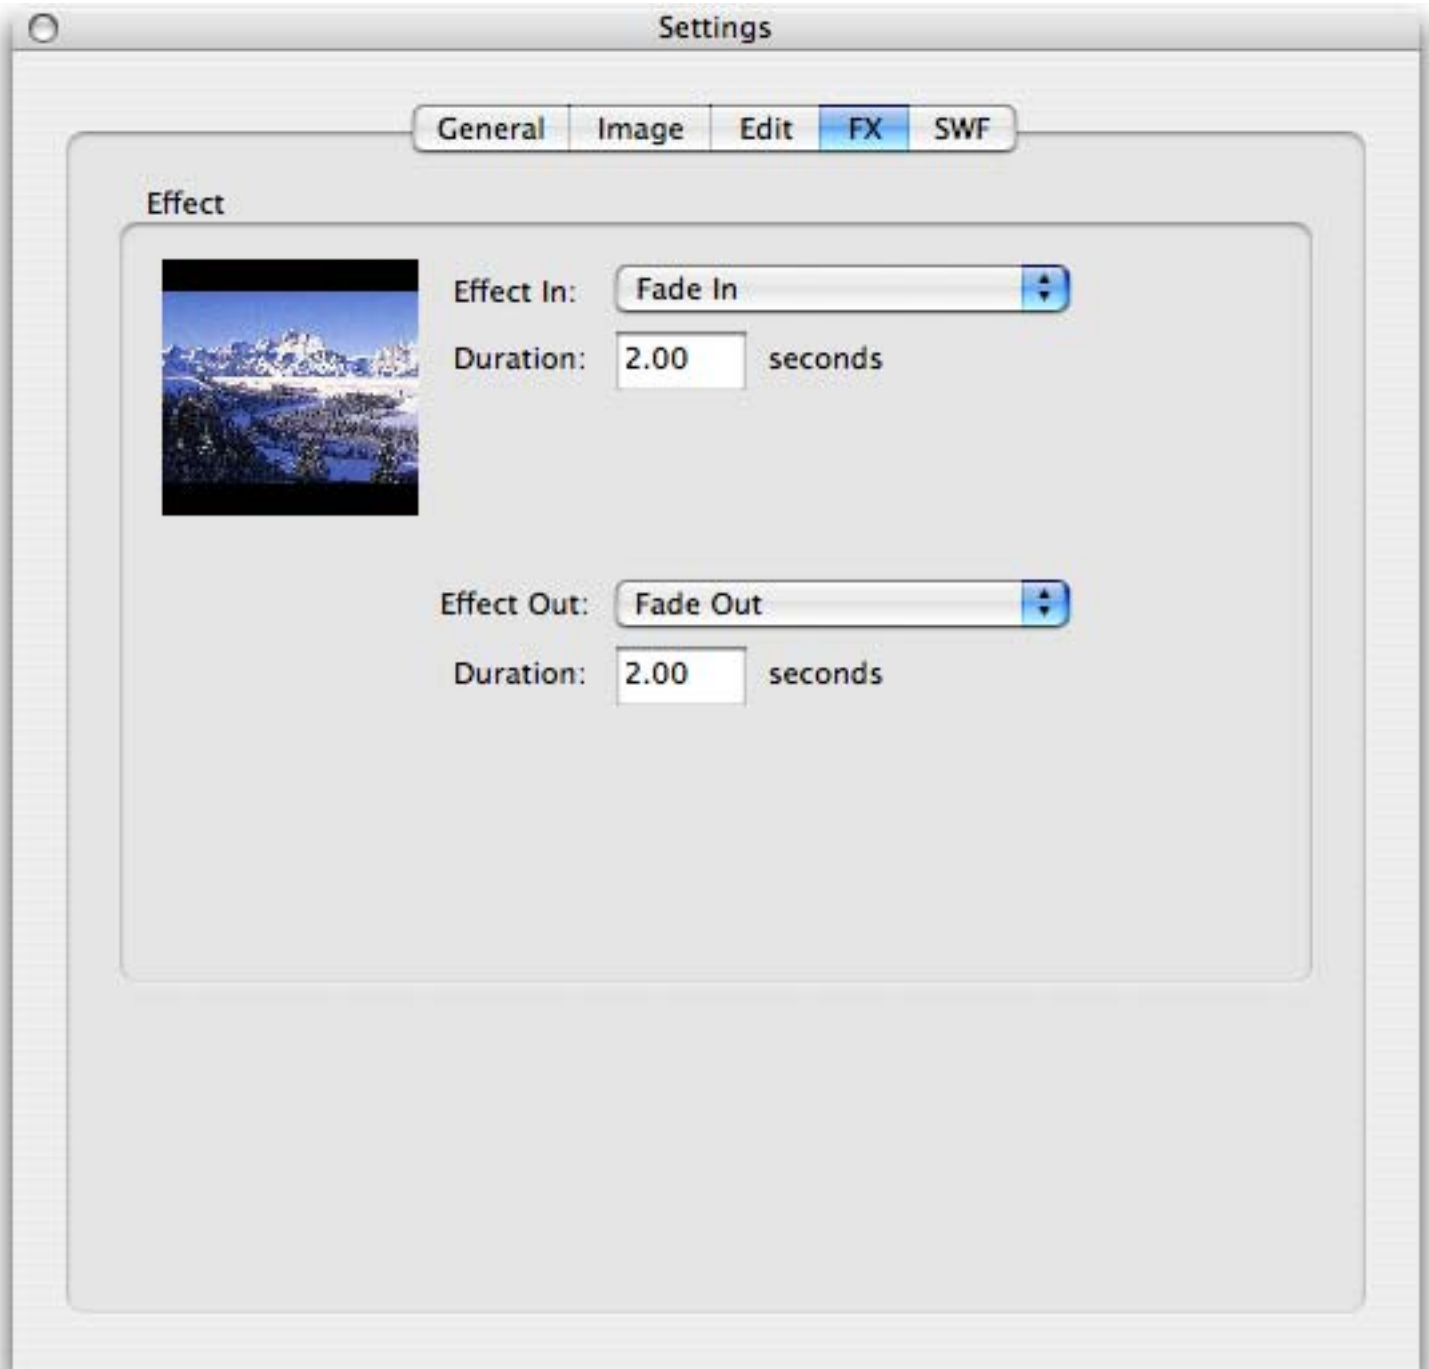 Settings
General Image Edit FX SWF
Effect
Effect In: Fade In
Duration: 2.00 seconds
Effect Out: Fade Out
Duration: 2.00 seconds